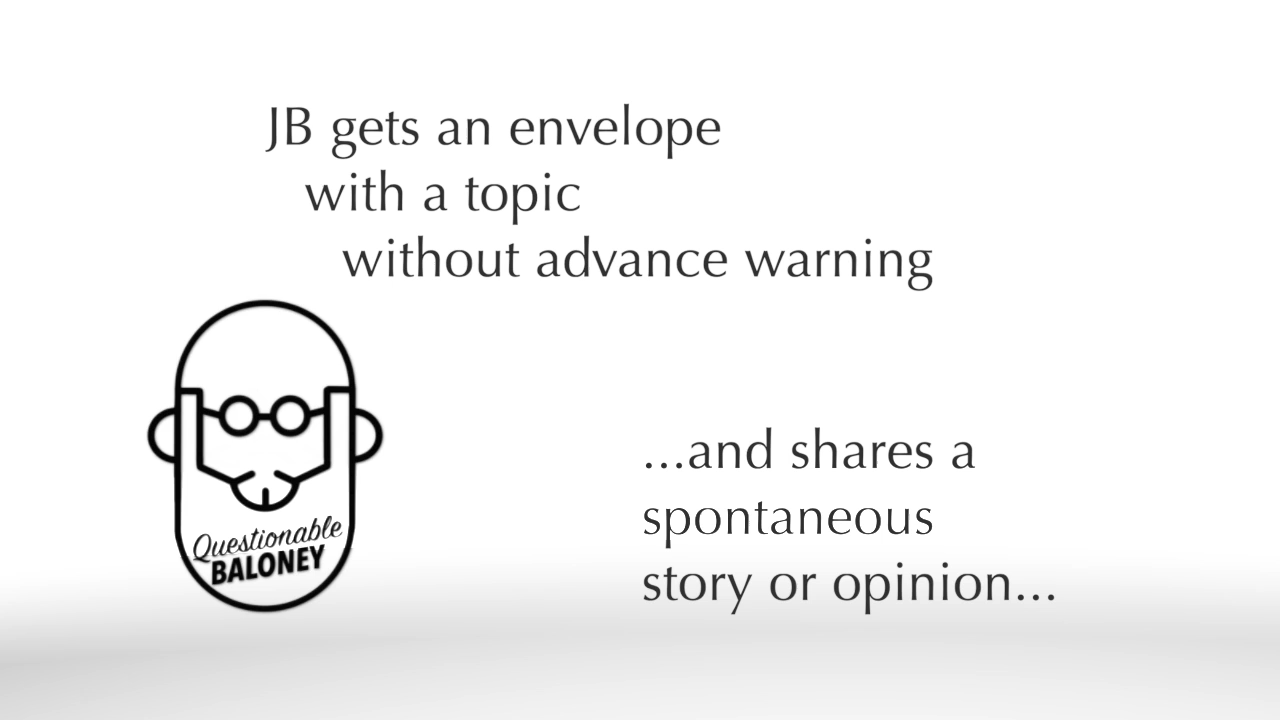 JB gets an envelope
with a topic
without advance warning
Questionable
BALONEY
...and shares a
spontaneous
story or opinion...